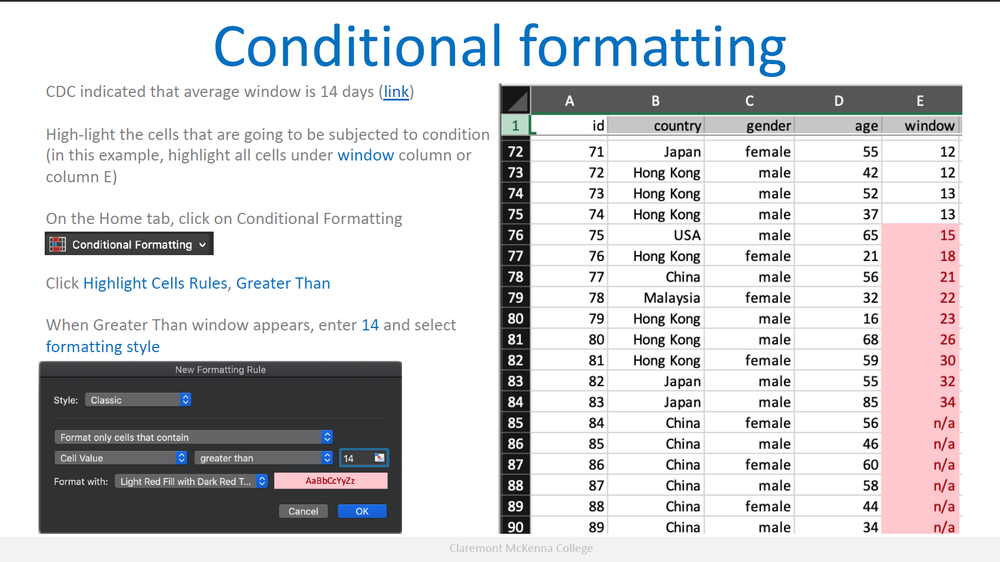 Conditional formatting
CDC indicated that average window is 14 days (link)
High-light the cells that are going to be subjected to condition
(in this example, highlight all cells under window column or
column E)
On the Home tab, click on Conditional Formatting
Conditional Formatting
Click Highlight Cells Rules, Greater Than
When Greater Than window appears, enter 14 and select
formatting style
New Formatting Rule
Style: Classic
Format only cells that contain
Cell Value greater than 14
Format with: Light Red Fill with Dark Red T... AaBbCcYyZz
Cancel OK
A B C D E
1 id country gender age window
72 71 Japan female 55 12
73 72 Hong Kong male 42 12
74 73 Hong Kong male 52 13
75 74 Hong Kong male 37 13
76 75 USA male 65 15
77 76 Hong Kong female 21 18
78 77 China male 56 21
79 78 Malaysia female 32 22
80 79 Hong Kong male 16 23
81 80 Hong Kong male 68 26
82 81 Hong Kong female 59 30
83 82 Japan male 55 32
84 83 Japan male 85 34
85 84 China female 56 n/a
86 85 China male 46 n/a
87 86 China female 60 n/a
88 87 China male 58 n/a
89 88 China female 44 n/a
90 89 China male 34 n/a
Claremont McKenna College